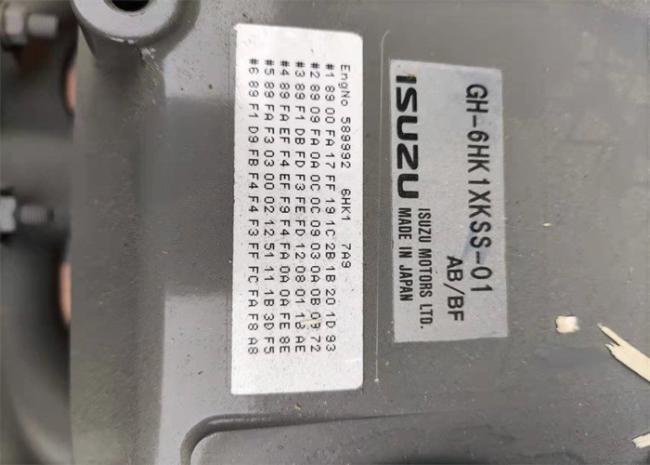 EngNo 589992 6HK1 7A9
#1 89 00 FA 17 FF 19 1C 2B 1B 20 1D 93
#2 89 09 FA 0A 0C 0C 09 03 0A 0B 72
#3 89 F1 DB FD F3 FE FD 12 08 01 1B AE
#4 89 FA EF F4 EF F9 F4 FA 0A 0A FE 8E
#5 89 FA F3 03 00 02 12 51 11 1B 3D F5
#6 89 F1 D9 FB F4 F4 F3 FF FC FA F8 A8
GH-6HK1XKSS-01
AB/BF
ISUZU
ISUZU MOTORS LTD.
MADE IN JAPAN